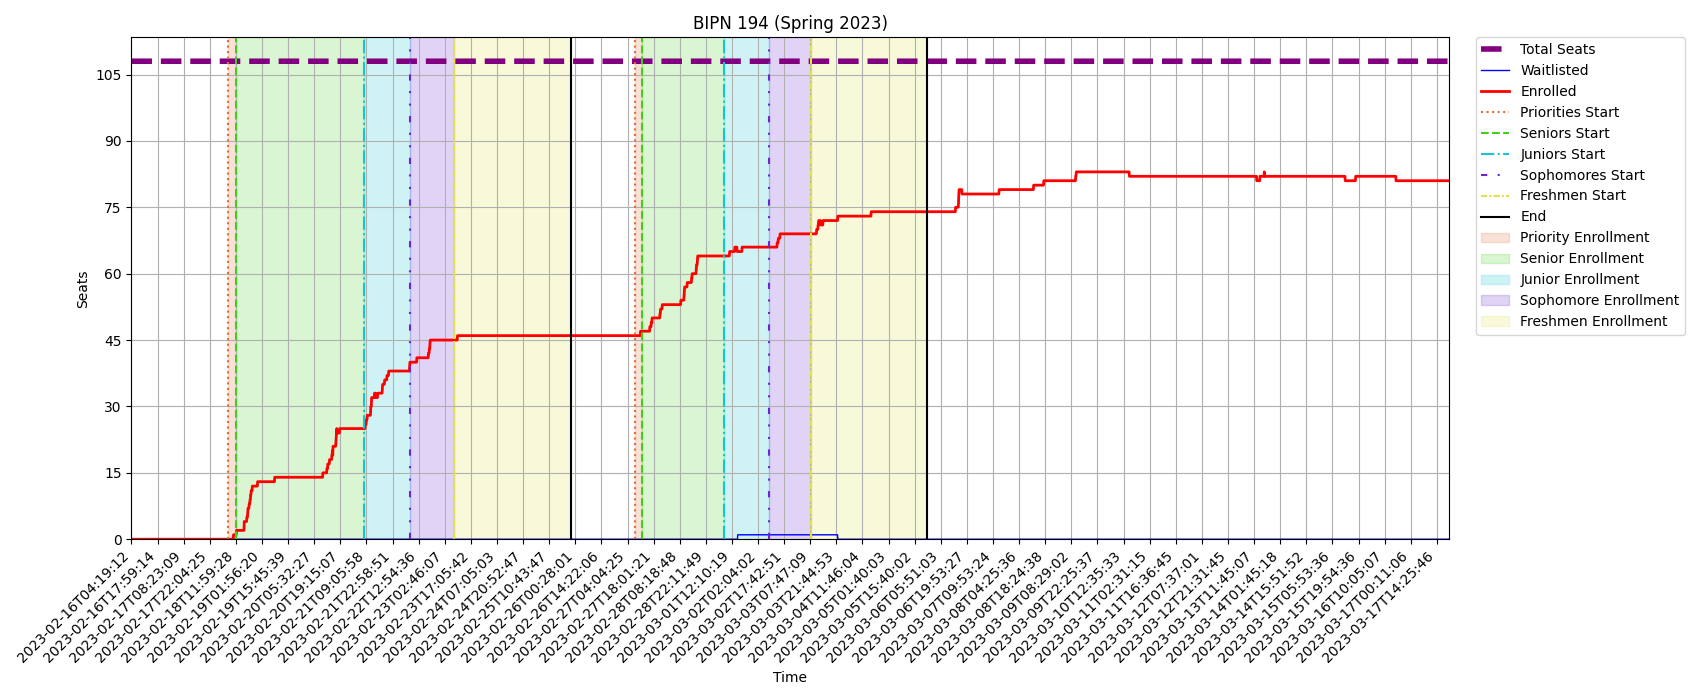 BIPN 194 (Spring 2023)
Seats
105
90
75
60
45
30
15
0
2023-02-16T04:19:12
2023-02-16T17:59:14
2023-02-17T08:23:09
2023-02-17T22:04:25
2023-02-18T11:59:28
2023-02-19T01:56:20
2023-02-19T15:45:39
2023-02-20T05:32:27
2023-02-20T19:15:07
2023-02-21T09:05:58
2023-02-21T22:58:51
2023-02-22T12:54:36
2023-02-23T02:46:07
2023-02-23T17:05:42
2023-02-24T07:05:03
2023-02-24T20:52:47
2023-02-25T10:43:47
2023-02-26T00:28:01
2023-02-26T14:22:06
2023-02-27T04:04:25
2023-02-27T18:01:21
2023-02-28T08:18:48
2023-02-28T22:11:49
2023-03-01T12:10:19
2023-03-02T02:04:02
2023-03-02T17:42:51
2023-03-03T07:47:09
2023-03-03T21:44:53
2023-03-04T11:46:04
2023-03-05T01:40:03
2023-03-05T15:40:02
2023-03-06T05:51:03
2023-03-06T19:53:27
2023-03-07T09:53:24
2023-03-08T04:25:36
2023-03-08T18:24:38
2023-03-09T08:29:02
2023-03-09T22:25:37
2023-03-10T12:35:33
2023-03-11T02:31:15
2023-03-11T16:36:45
2023-03-12T07:37:01
2023-03-12T21:31:45
2023-03-13T11:45:07
2023-03-14T01:45:18
2023-03-14T15:51:52
2023-03-15T05:53:36
2023-03-15T19:54:36
2023-03-16T10:05:07
2023-03-17T00:11:06
2023-03-17T14:25:46
Time
Total Seats
Waitlisted
Enrolled
Priorities Start
Seniors Start
Juniors Start
Sophomores Start
Freshmen Start
End
Priority Enrollment
Senior Enrollment
Junior Enrollment
Sophomore Enrollment
Freshmen Enrollment